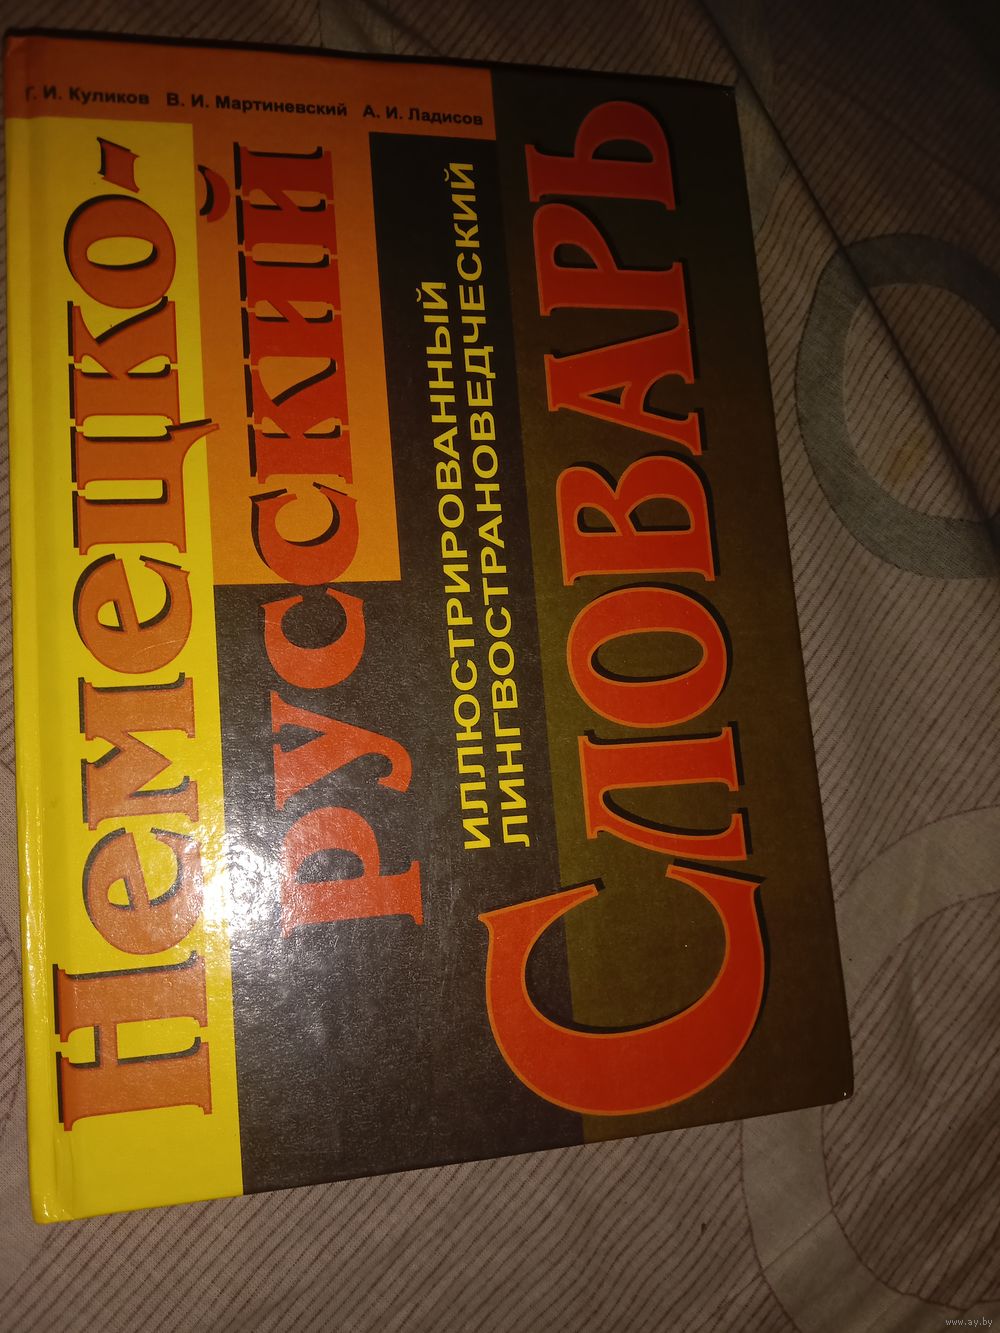 Г. И. Куликов В. И. Мартиневский А. И. Ладисов
Немецко-
русский
ИЛЛЮСТРИРОВАННЫЙ
ЛИНГВОСТРАНОВЕДЧЕСКИЙ
СЛОВАРЬ
www.ay.by